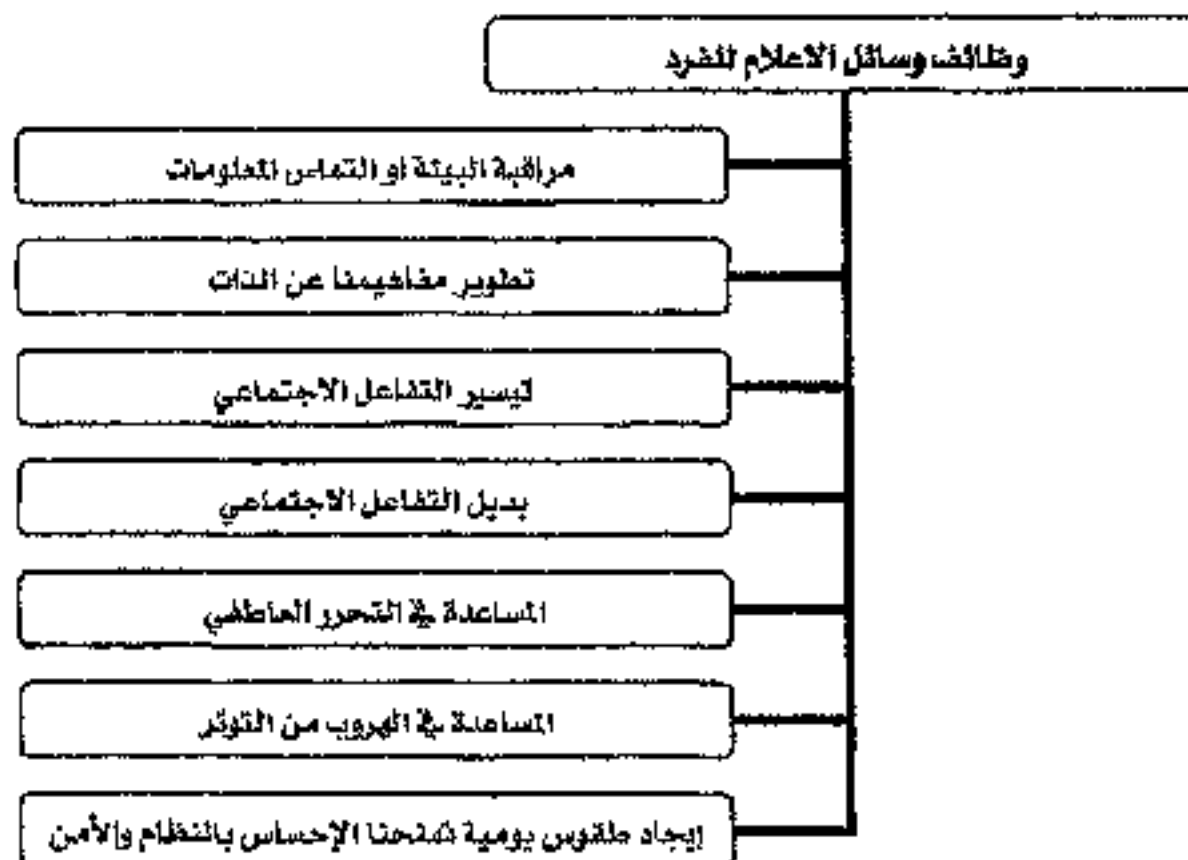 وظائف وسائل الاعلام للفرد
مراقبة البيئة او التماس المعلومات
تطوير مفاهيمنا عن الذات
تيسير التفاعل الاجتماعي
بديل التفاعل الاجتماعي
المساعدة في التحرر العاطفي
المساعدة في الهروب من التوتر
إيجاد طقوس يومية تمنحنا الإحساس بالنظام والأمن